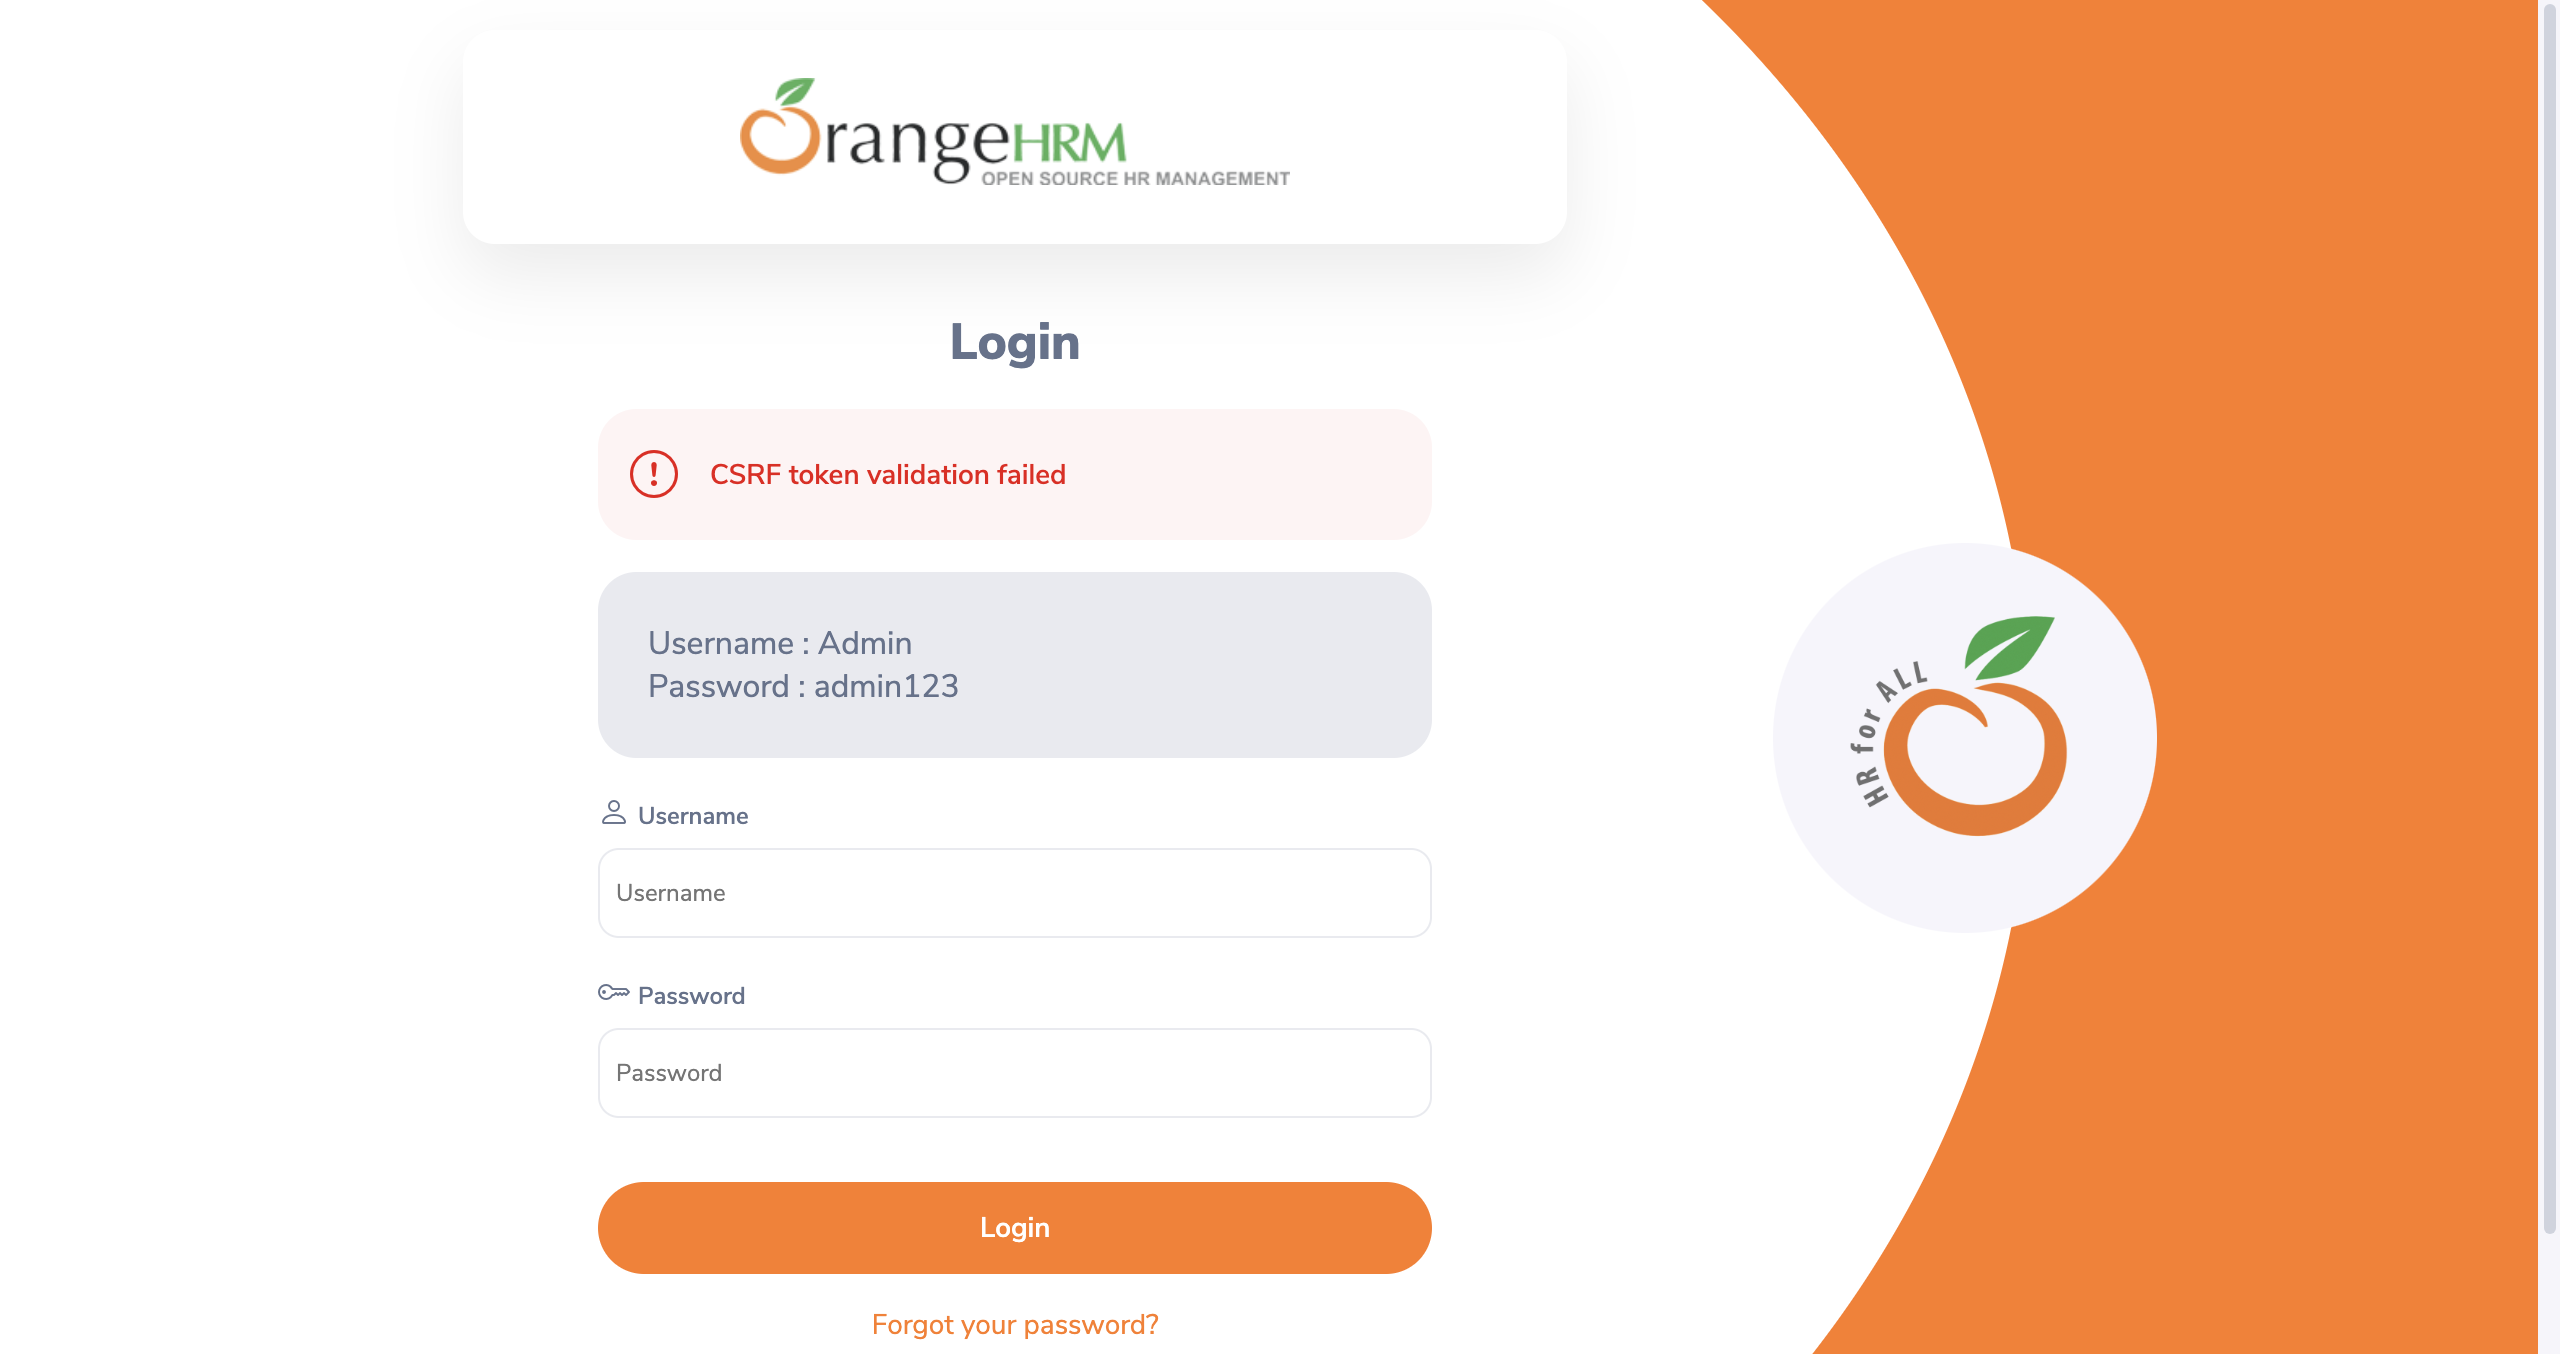 OrangeHRM
OPEN SOURCE HR MANAGEMENT
Login
CSRF token validation failed
Username : Admin
Password : admin123
Username
Username
Password
Password
Login
Forgot your password?
HR for ALL